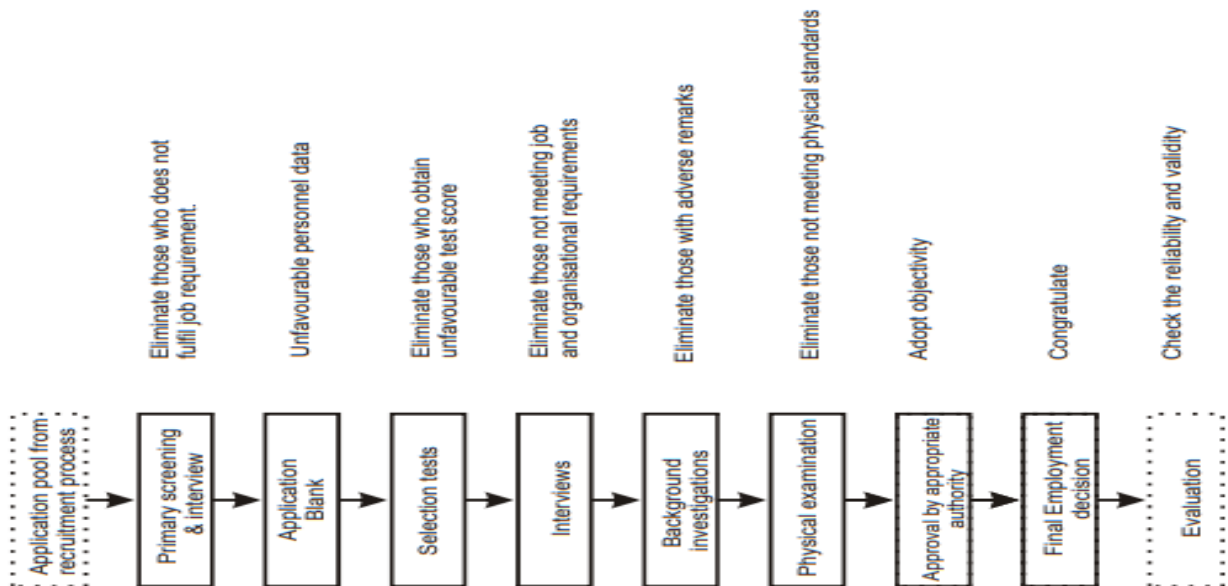 Application pool from
recruitment process
Primary screening
& interview
Eliminate those who does not
fulfil job requirement.
Application
Blank
Unfavourable personnel data
Selection tests
Eliminate those who obtain
unfavourable test score
Interviews
Eliminate those not meeting job
and organisational requirements
Background
investigations
Eliminate those with adverse remarks
Physical examination
Eliminate those not meeting physical standards
Approval by appropriate
authority
Adopt objectivity
Final Employment
decision
Congratulate
Evaluation
Check the reliability and validity